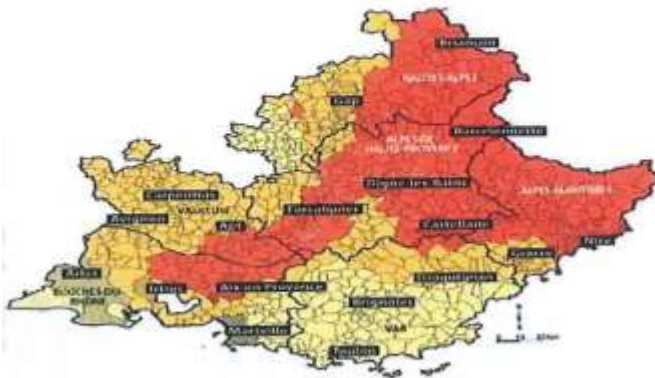 Briançon
HAUTES-ALPES
Gap
Barcelonnette
ALPES DE
HAUTE-PROVENCE
Digne-les-Bains
ALPES-MARITIMES
Carpentras
VAUCLUSE
Avignon
Forcalquier
Apt
Castellane
Nice
Grasse
Arles
BOUCHES-DU-
RHÔNE
Istres
Aix-en-Provence
Draguignan
Brignoles
VAR
Marseille
Toulon